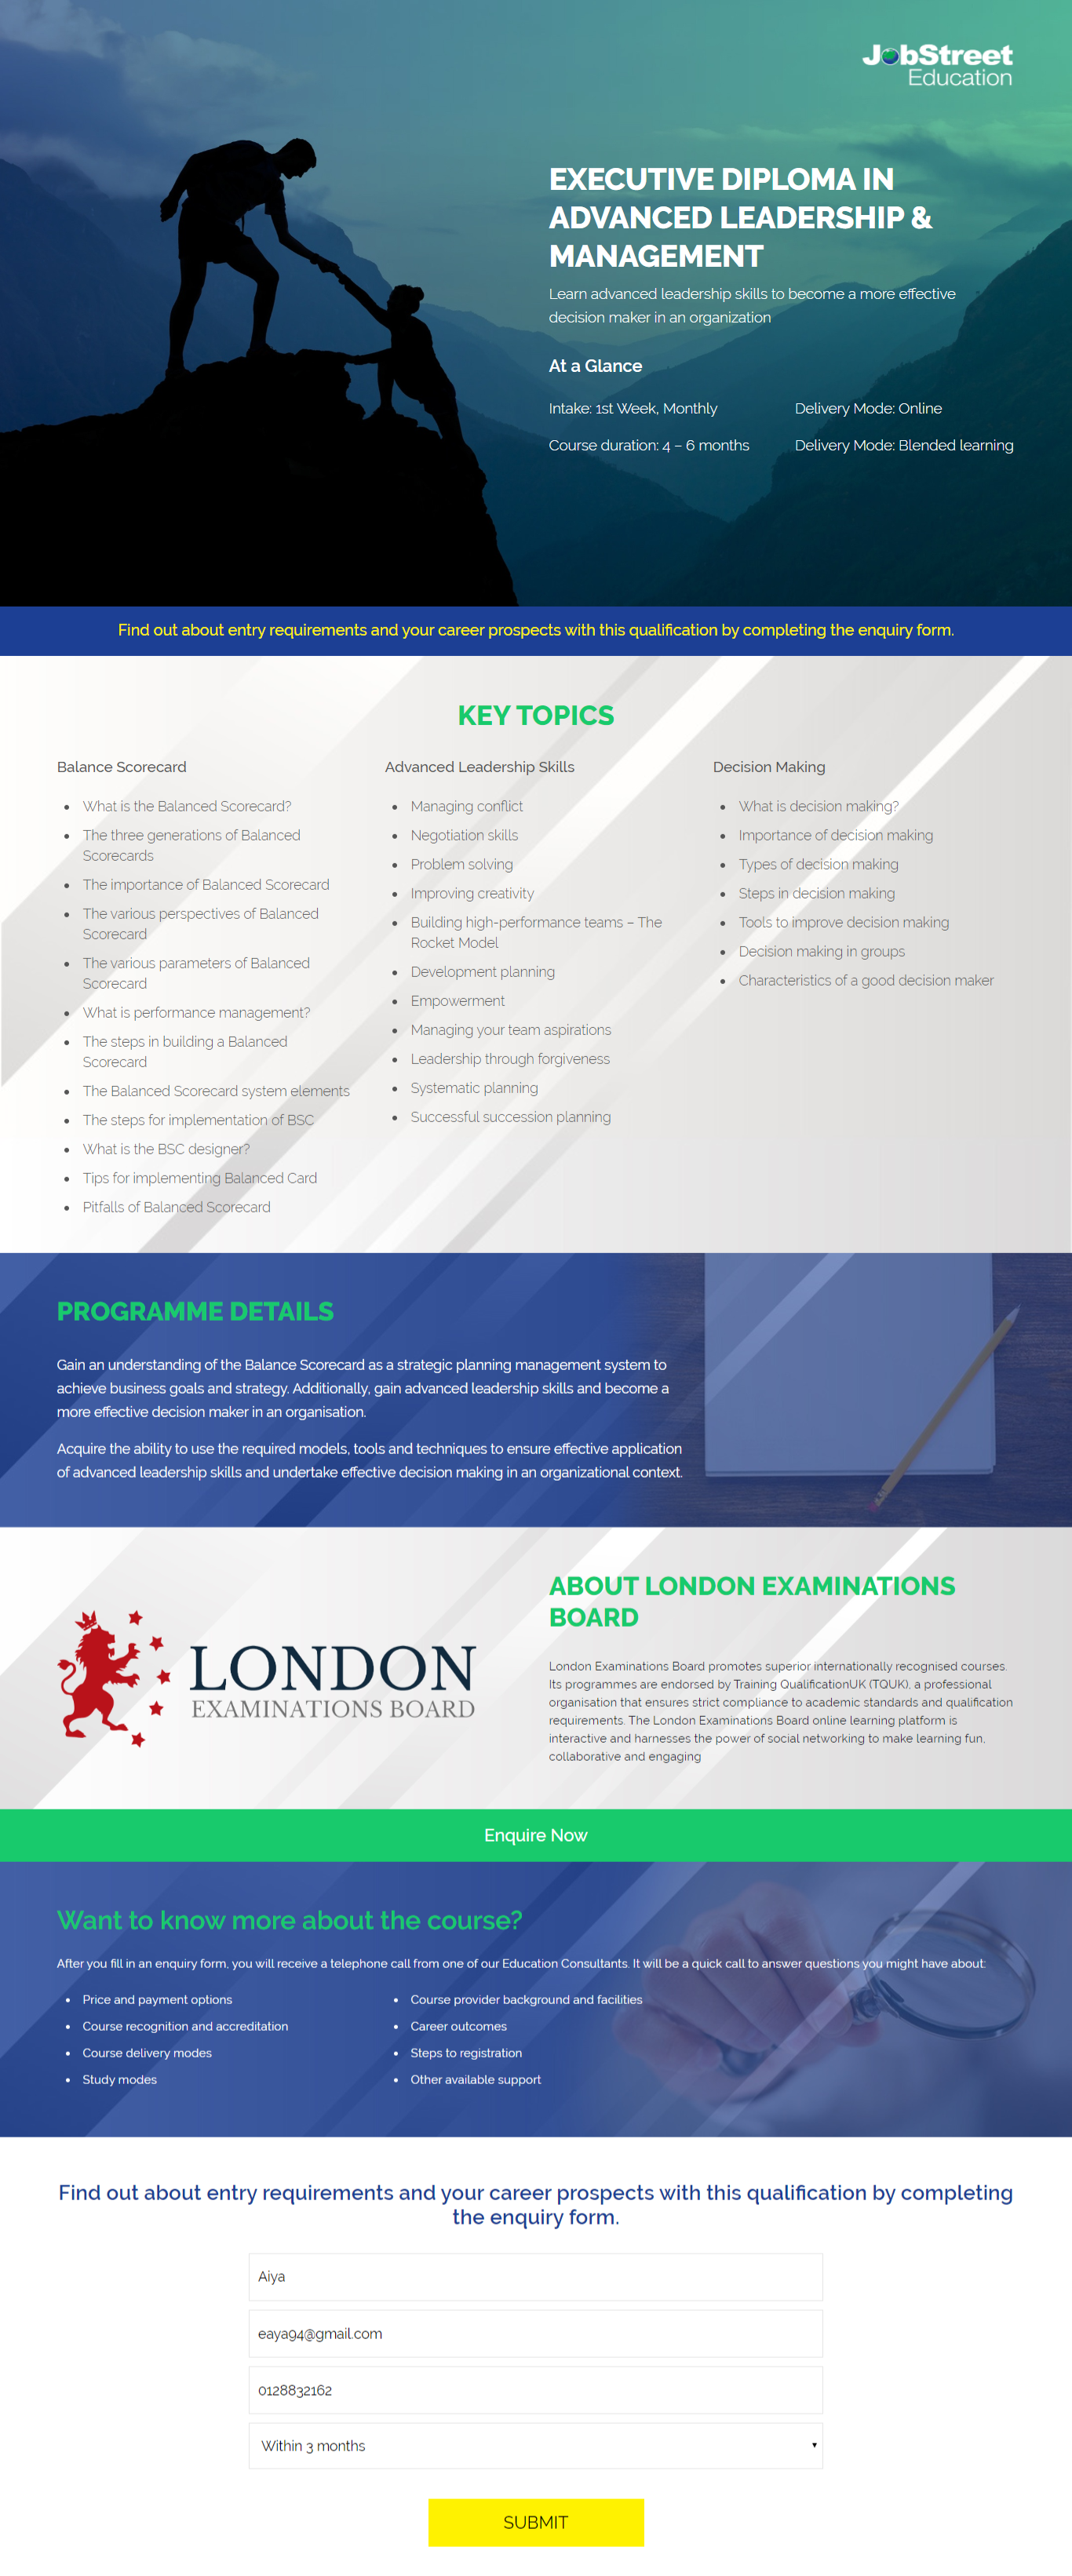 JobStreet
Education
EXECUTIVE DIPLOMA IN
ADVANCED LEADERSHIP &
MANAGEMENT
Learn advanced leadership skills to become a more effective
decision maker in an organization
At a Glance
Intake: 1st Week, Monthly
Delivery Mode: Online
Course duration: 4 – 6 months
Delivery Mode: Blended learning
Find out about entry requirements and your career prospects with this qualification by completing the enquiry form.
KEY TOPICS
Balance Scorecard
What is the Balanced Scorecard?
The three generations of Balanced
Scorecards
The importance of Balanced Scorecard
The various perspectives of Balanced
Scorecard
The various parameters of Balanced
Scorecard
What is performance management?
The steps in building a Balanced
Scorecard
The Balanced Scorecard system elements
The steps for implementation of BSC
What is the BSC designer?
Tips for implementing Balanced Card
Pitfalls of Balanced Scorecard
Advanced Leadership Skills
Managing conflict
Negotiation skills
Problem solving
Improving creativity
Building high-performance teams – The
Rocket Model
Development planning
Empowerment
Managing your team aspirations
Leadership through forgiveness
Systematic planning
Successful succession planning
Decision Making
What is decision making?
Importance of decision making
Types of decision making
Steps in decision making
Tools to improve decision making
Decision making in groups
Characteristics of a good decision maker
PROGRAMME DETAILS
Gain an understanding of the Balance Scorecard as a strategic planning management system to
achieve business goals and strategy. Additionally, gain advanced leadership skills and become a
more effective decision maker in an organisation.
Acquire the ability to use the required models, tools and techniques to ensure effective application
of advanced leadership skills and undertake effective decision making in an organizational context.
LONDON
EXAMINATIONS BOARD
ABOUT LONDON EXAMINATIONS
BOARD
London Examinations Board promotes superior internationally recognised courses.
Its programmes are endorsed by Training QualificationUK (TQUK), a professional
organisation that ensures strict compliance to academic standards and qualification
requirements. The London Examinations Board online learning platform is
interactive and harnesses the power of social networking to make learning fun,
collaborative and engaging
Enquire Now
Want to know more about the course?
After you fill in an enquiry form, you will receive a telephone call from one of our Education Consultants. It will be a quick call to answer questions you might have about:
Price and payment options
Course recognition and accreditation
Course delivery modes
Study modes
Course provider background and facilities
Career outcomes
Steps to registration
Other available support
Find out about entry requirements and your career prospects with this qualification by completing
the enquiry form.
Aiya
eaya94@gmail.com
0128832162
Within 3 months
SUBMIT